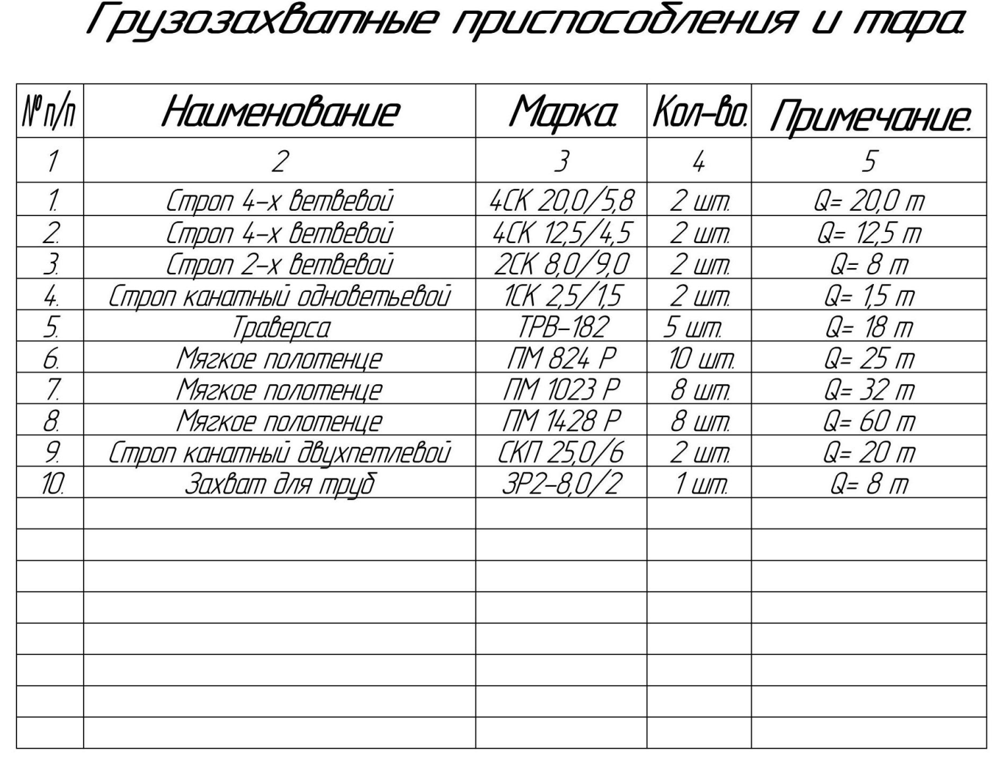 Грузозахватные приспособления и тара.
№ п/п Наименование Марка. Кол-во. Примечание.
1 2 3 4 5
1. Строп 4-х ветвевой 4СК 20,0/5,8 2 шт. Q= 20,0 т
2. Строп 4-х ветвевой 4СК 12,5/4,5 2 шт. Q= 12,5 т
3. Строп 2-х ветвевой 2СК 8,0/9,0 2 шт. Q= 8 т
4. Строп канатный одноветьевой 1СК 2,5/1,5 2 шт. Q= 1,5 т
5. Траверса ТРВ-182 5 шт. Q= 18 т
6. Мягкое полотенце ПМ 824 Р 10 шт. Q= 25 т
7. Мягкое полотенце ПМ 1023 Р 8 шт. Q= 32 т
8. Мягкое полотенце ПМ 1428 Р 8 шт. Q= 60 т
9. Строп канатный двухпетлевой СКП 25,0/6 2 шт. Q= 20 т
10. Захват для труб ЗР2-8,0/2 1 шт. Q= 8 т